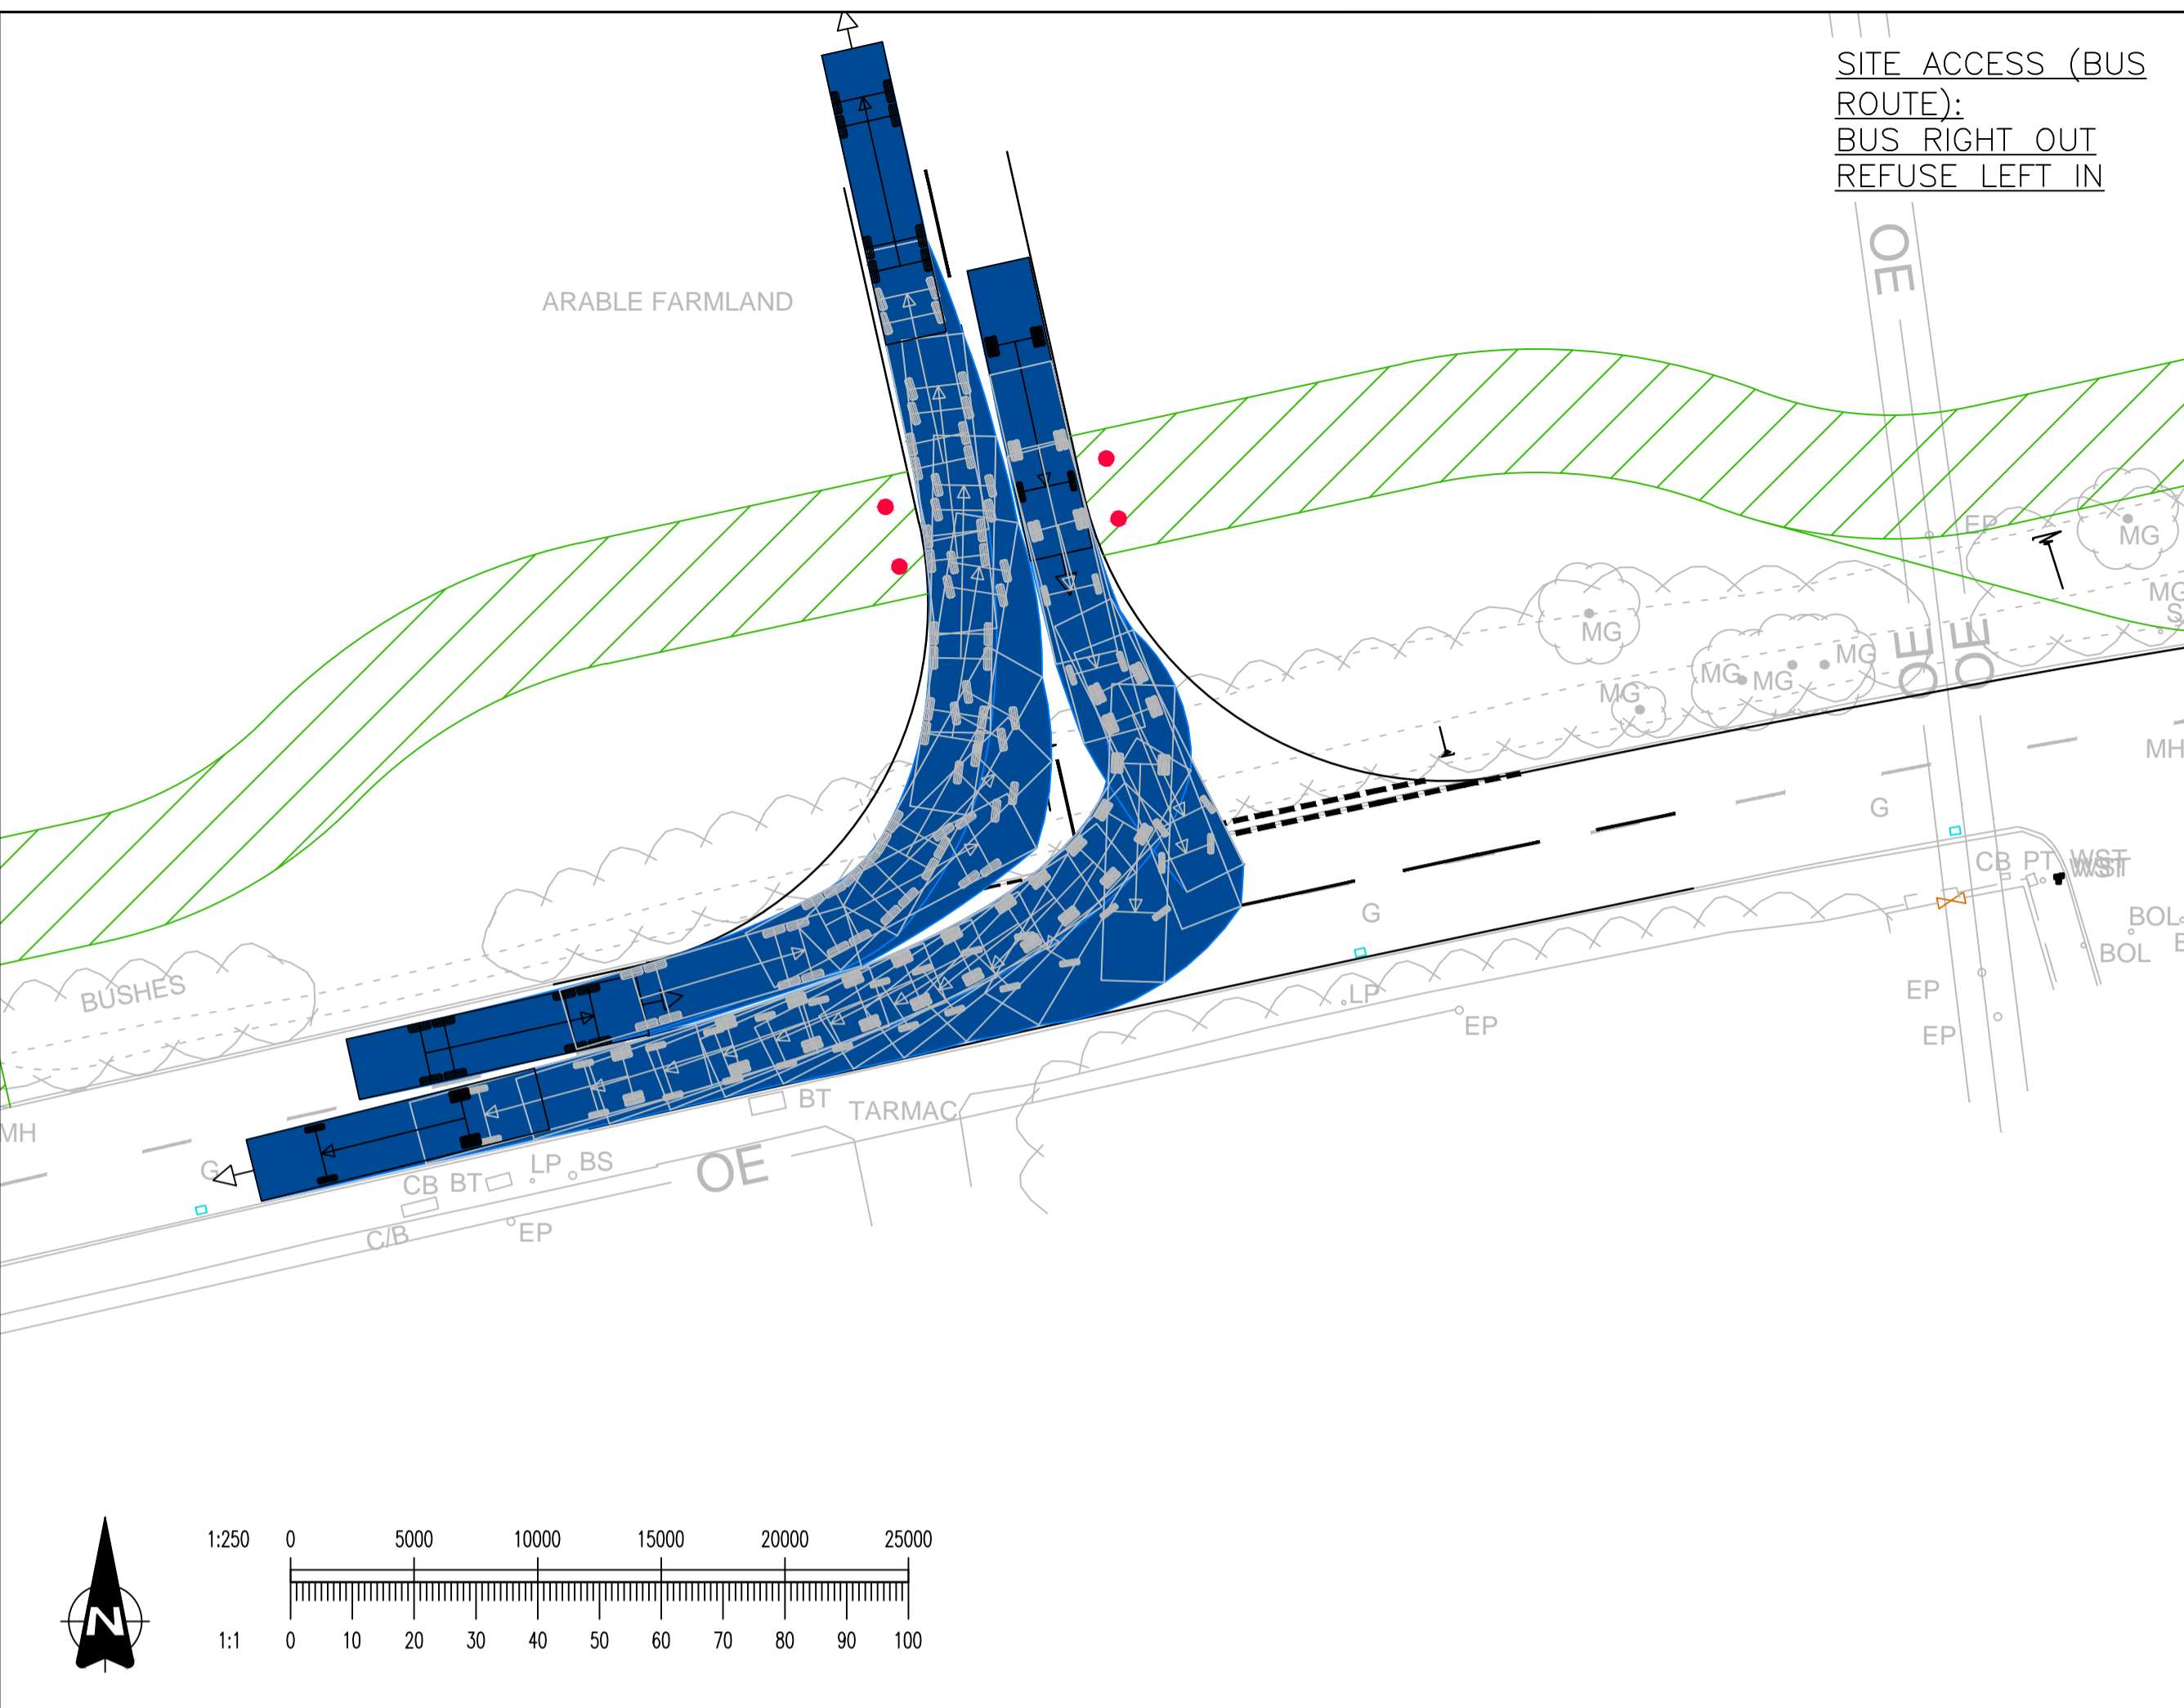 SITE ACCESS (BUS
ROUTE):
BUS RIGHT OUT
REFUSE LEFT IN
OE
ARABLE FARMLAND
EP
MG
MG
MG
MG
MG
MG
MG
OE
OE
MH
G
CB PT WST
WST
G
BOL
BOL
BUSHES
LP
EP
EP
EP
MH
BT
TARMAC
G
LP BS
OE
CB BT
C/B
EP
1:250 0 5000 10000 15000 20000 25000
N
1:1 0 10 20 30 40 50 60 70 80 90 100